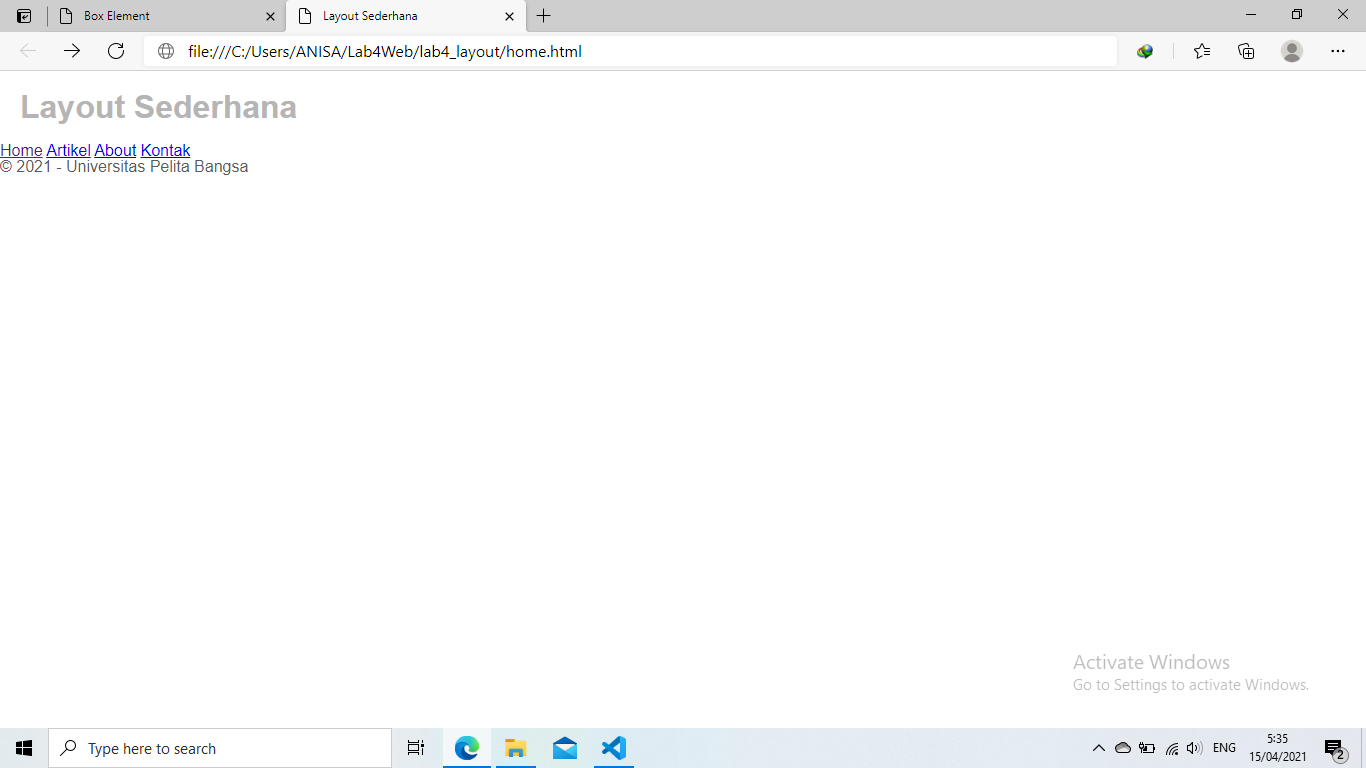 Box Element
Layout Sederhana
file:///C:/Users/ANISA/Lab4Web/lab4_layout/home.html
Layout Sederhana
Home Artikel About Kontak
© 2021 - Universitas Pelita Bangsa
Activate Windows
Go to Settings to activate Windows.
Type here to search
ENG
5:35
15/04/2021
2